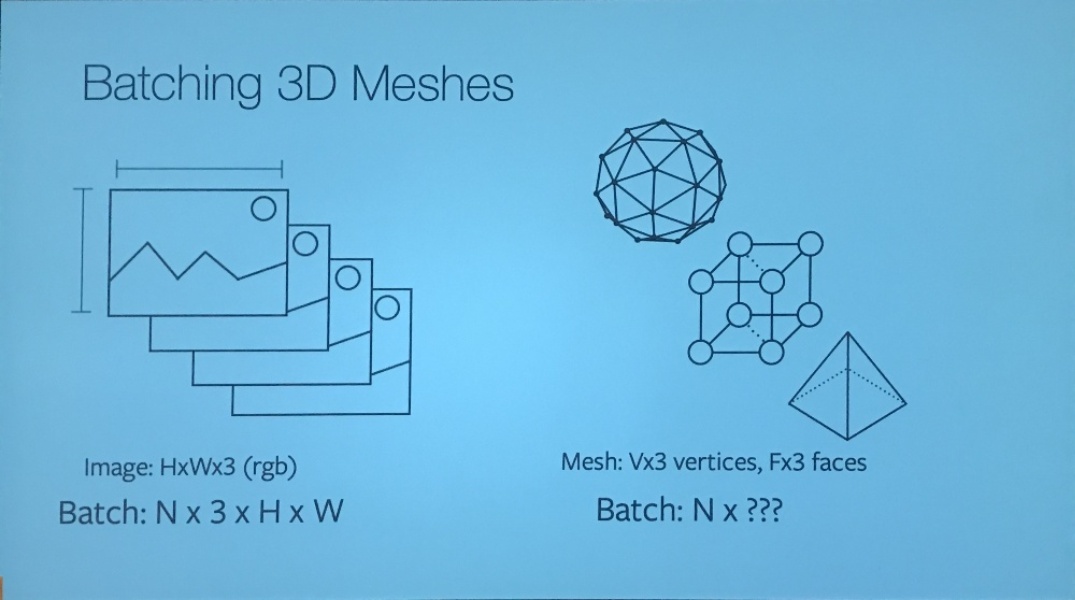 Batching 3D Meshes
Image: HxWx3 (rgb)
Batch: N x 3 x H x W
Mesh: Vx3 vertices, Fx3 faces
Batch: N x ???